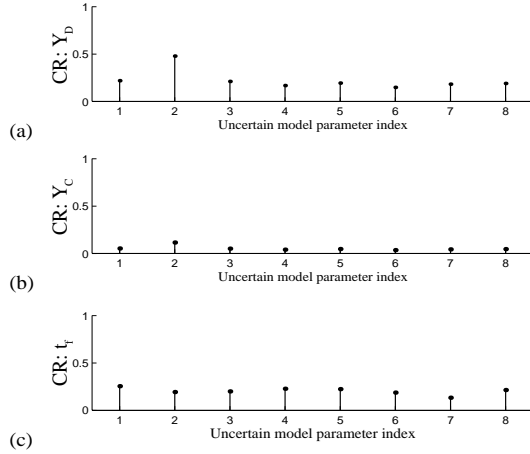 CR: Y_D
1
0.5
0
1 2 3 4 5 6 7 8
Uncertain model parameter index
(a)
CR: Y_C
1
0.5
0
1 2 3 4 5 6 7 8
Uncertain model parameter index
(b)
CR: t_f
1
0.5
0
1 2 3 4 5 6 7 8
Uncertain model parameter index
(c)